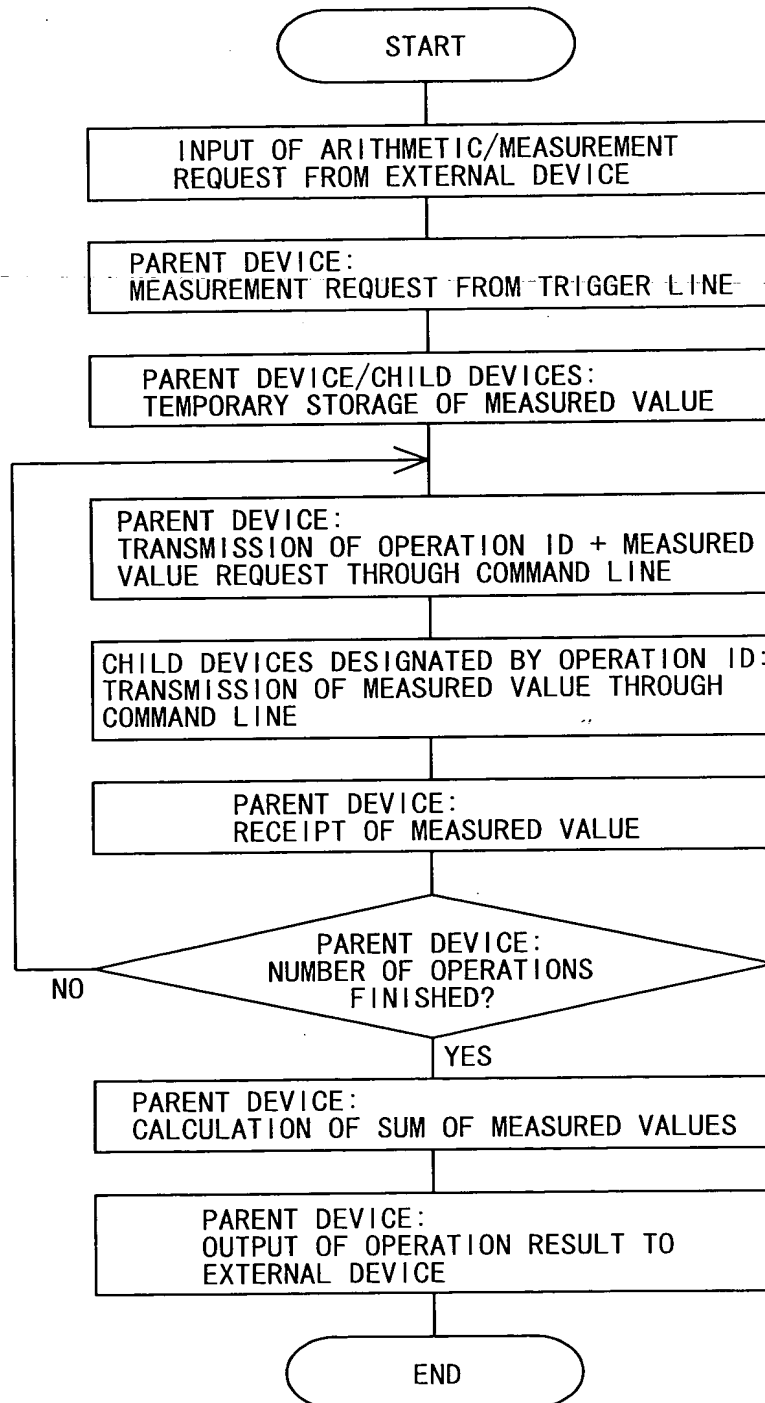 START
INPUT OF ARITHMETIC/MEASUREMENT
REQUEST FROM EXTERNAL DEVICE
PARENT DEVICE:
MEASUREMENT REQUEST FROM TRIGGER LINE
PARENT DEVICE/CHILD DEVICES:
TEMPORARY STORAGE OF MEASURED VALUE
PARENT DEVICE:
TRANSMISSION OF OPERATION ID + MEASURED
VALUE REQUEST THROUGH COMMAND LINE
CHILD DEVICES DESIGNATED BY OPERATION ID:
TRANSMISSION OF MEASURED VALUE THROUGH
COMMAND LINE
PARENT DEVICE:
RECEIPT OF MEASURED VALUE
PARENT DEVICE:
NUMBER OF OPERATIONS
FINISHED?
NO
YES
PARENT DEVICE:
CALCULATION OF SUM OF MEASURED VALUES
PARENT DEVICE:
OUTPUT OF OPERATION RESULT TO
EXTERNAL DEVICE
END